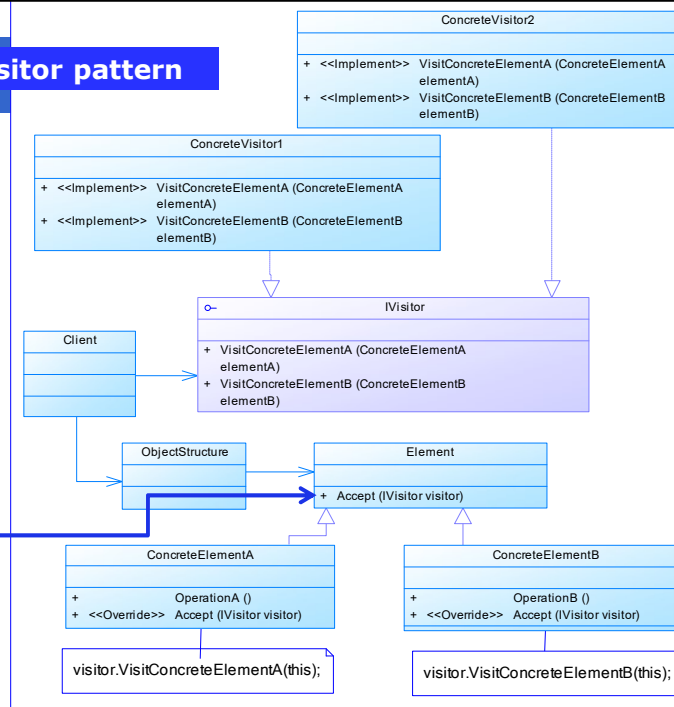 sitor pattern
ConcreteVisitor2
+ <<Implement>> VisitConcreteElementA (ConcreteElementA
elementA)
+ <<Implement>> VisitConcreteElementB (ConcreteElementB
elementB)
ConcreteVisitor1
+ <<Implement>> VisitConcreteElementA (ConcreteElementA
elementA)
+ <<Implement>> VisitConcreteElementB (ConcreteElementB
elementB)
IVisitor
+ VisitConcreteElementA (ConcreteElementA
elementA)
+ VisitConcreteElementB (ConcreteElementB
elementB)
Client
ObjectStructure
Element
+ Accept (IVisitor visitor)
ConcreteElementA
+ OperationA ()
+ <<Override>> Accept (IVisitor visitor)
ConcreteElementB
+ OperationB ()
+ <<Override>> Accept (IVisitor visitor)
visitor.VisitConcreteElementA(this);
visitor.VisitConcreteElementB(this);